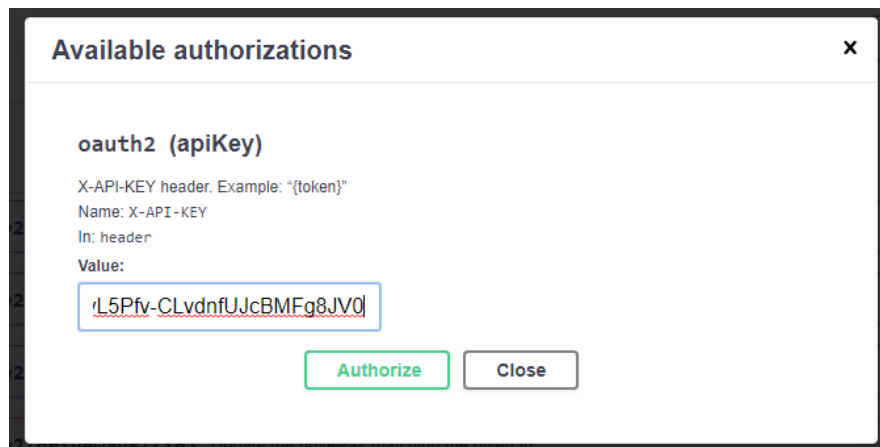 Available authorizations
x
oauth2 (apiKey)
X-API-KEY header. Example: “{token}”
Name: X-API-KEY
In: header
Value:
L5Pfv-CLvdnfUJcBMFg8JV0
Authorize Close